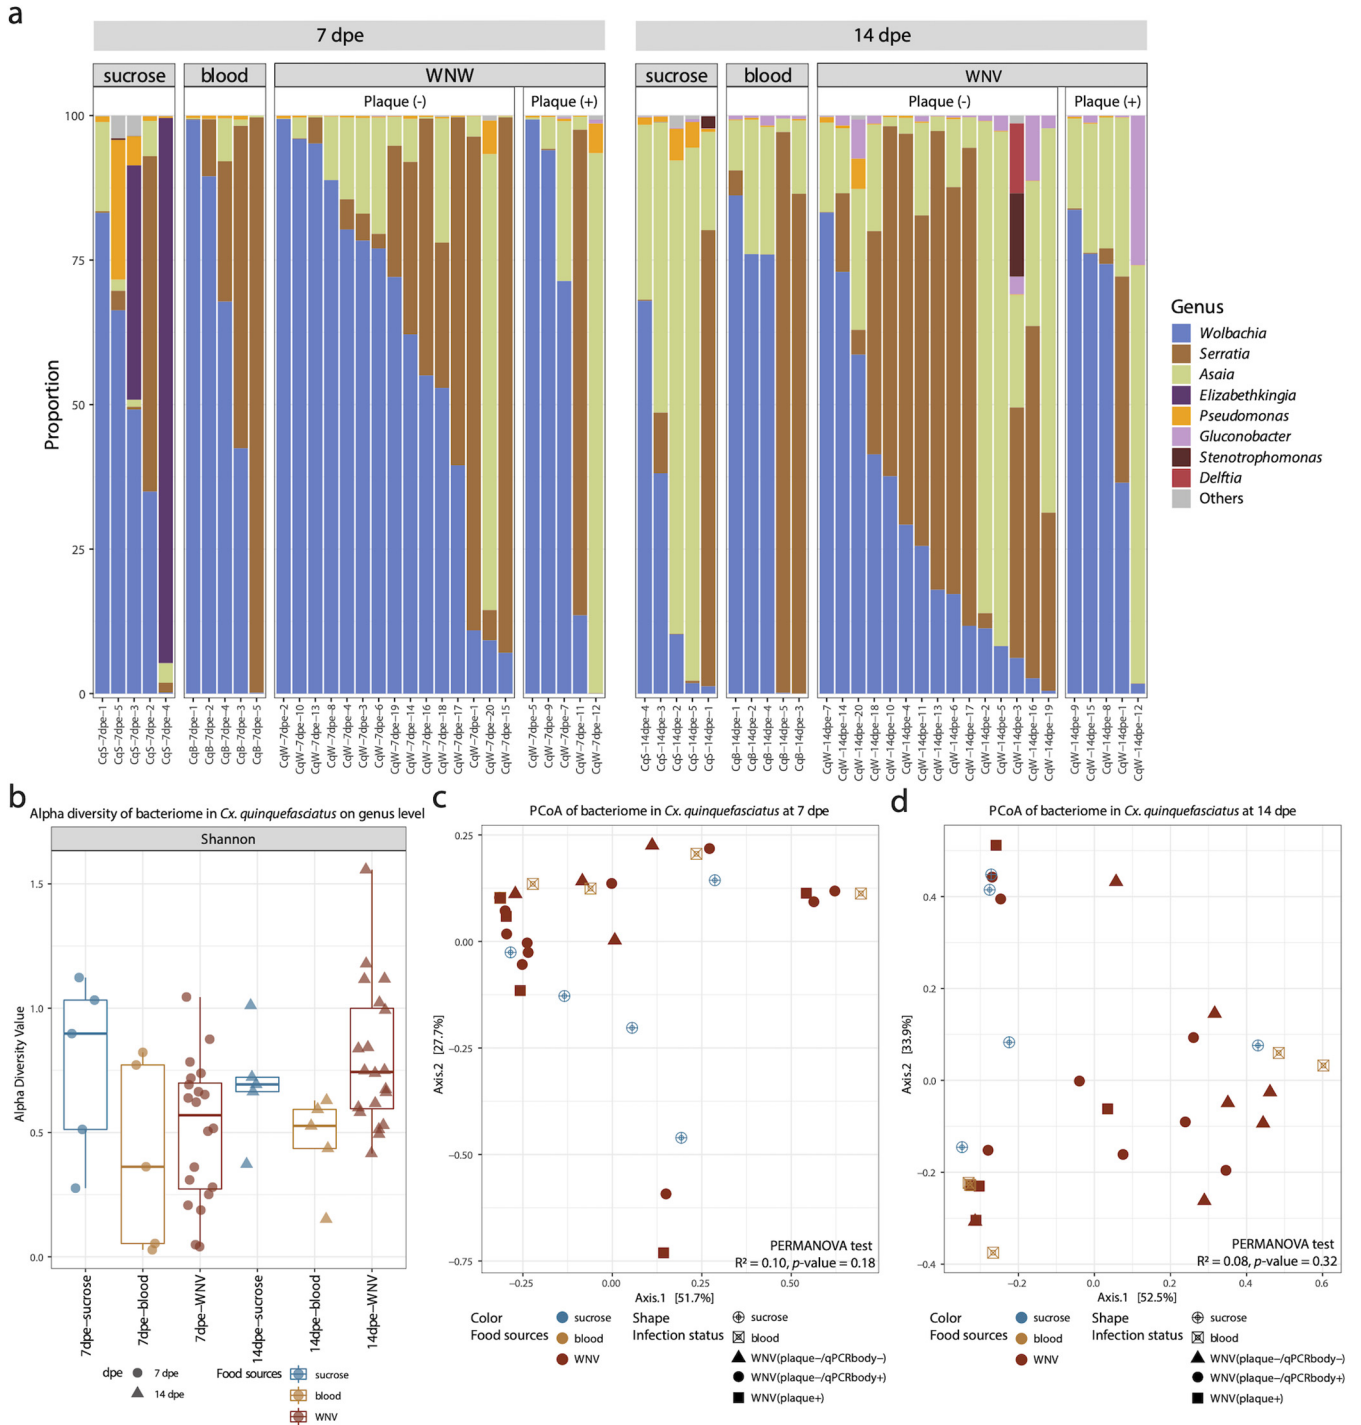 a
7 dpe
14 dpe
sucrose
blood
WNW
sucrose
blood
WNV
Plaque (-)
Plaque (+)
Plaque (-)
Plaque (+)
100
75
50
25
0
Proportion
Genus
Wolbachia
Serratia
Asaia
Elizabethkingia
Pseudomonas
Gluconobacter
Stenotrophomonas
Delftia
Others
CqS-7dpe-1
CqS-7dpe-5
CqS-7dpe-3
CqS-7dpe-2
CqS-7dpe-4
CqB-7dpe-1
CqB-7dpe-2
CqB-7dpe-4
CqB-7dpe-3
CqB-7dpe-5
CqW-7dpe-2
CqW-7dpe-10
CqW-7dpe-13
CqW-7dpe-8
CqW-7dpe-4
CqW-7dpe-3
CqW-7dpe-6
CqW-7dpe-19
CqW-7dpe-14
CqW-7dpe-16
CqW-7dpe-18
CqW-7dpe-17
CqW-7dpe-1
CqW-7dpe-20
CqW-7dpe-15
CqW-7dpe-5
CqW-7dpe-9
CqW-7dpe-7
CqW-7dpe-11
CqW-7dpe-12
CqS-14dpe-4
CqS-14dpe-3
CqS-14dpe-2
CqS-14dpe-5
CqS-14dpe-1
CqB-14dpe-1
CqB-14dpe-2
CqB-14dpe-4
CqB-14dpe-5
CqB-14dpe-3
CqW-14dpe-7
CqW-14dpe-14
CqW-14dpe-20
CqW-14dpe-18
CqW-14dpe-10
CqW-14dpe-4
CqW-14dpe-11
CqW-14dpe-13
CqW-14dpe-6
CqW-14dpe-17
CqW-14dpe-2
CqW-14dpe-5
CqW-14dpe-3
CqW-14dpe-16
CqW-14dpe-19
CqW-14dpe-9
CqW-14dpe-15
CqW-14dpe-8
CqW-14dpe-1
CqW-14dpe-12
b
Alpha diversity of bacteriome in Cx. quinquefasciatus on genus level
Shannon
Alpha Diversity Value
1.5
1.0
0.5
0.0
7dpe-sucrose
7dpe-blood
7dpe-WNV
14dpe-sucrose
14dpe-blood
14dpe-WNV
dpe
7 dpe
14 dpe
Food sources
sucrose
blood
WNV
c
PCoA of bacteriome in Cx. quinquefasciatus at 7 dpe
0.25
0.00
-0.25
-0.50
-0.75
Axis.2 [27.7%]
PERMANOVA test
R² = 0.10, p-value = 0.18
-0.25
0.00
0.25
0.50
Axis.1 [51.7%]
Color
Food sources
sucrose
blood
WNV
Shape
Infection status
sucrose
blood
WNV(plaque-/qPCRbody-)
WNV(plaque-/qPCRbody+)
WNV(plaque+)
d
PCoA of bacteriome in Cx. quinquefasciatus at 14 dpe
0.4
0.2
0.0
-0.2
-0.4
Axis.2 [33.9%]
PERMANOVA test
R² = 0.08, p-value = 0.32
-0.2
0.0
0.2
0.4
0.6
Axis.1 [52.5%]
Color
Food sources
sucrose
blood
WNV
Shape
Infection status
sucrose
blood
WNV(plaque-/qPCRbody-)
WNV(plaque-/qPCRbody+)
WNV(plaque+)